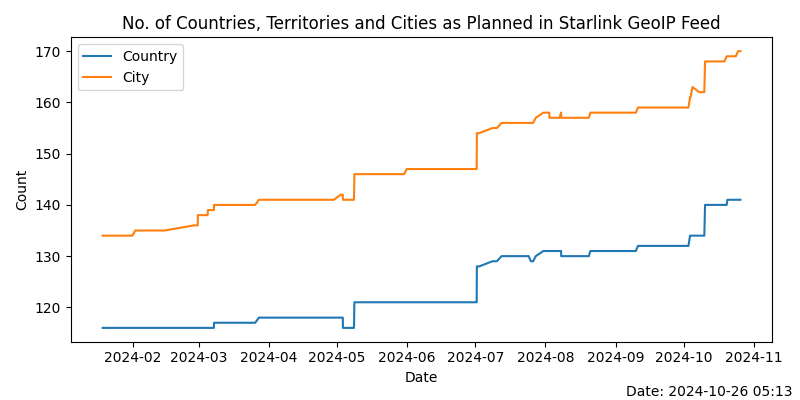 No. of Countries, Territories and Cities as Planned in Starlink GeoIP Feed
Country
City
170
160
150
140
130
120
Count
2024-02 2024-03 2024-04 2024-05 2024-06 2024-07 2024-08 2024-09 2024-10 2024-11
Date
Date: 2024-10-26 05:13